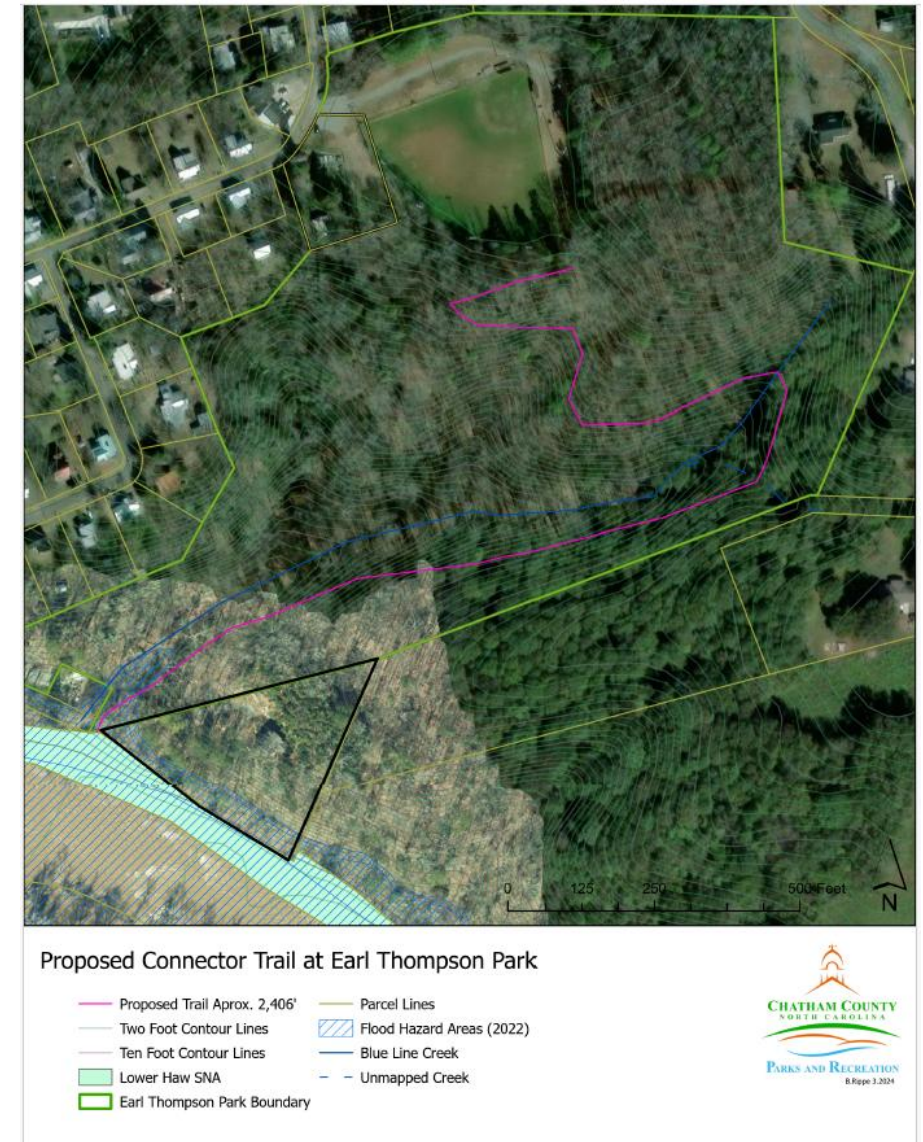 0 125 250 500 Feet
N
Proposed Connector Trail at Earl Thompson Park
Proposed Trail Aprox. 2,406'
Two Foot Contour Lines
Ten Foot Contour Lines
Lower Haw SNA
Earl Thompson Park Boundary
Parcel Lines
Flood Hazard Areas (2022)
Blue Line Creek
Unmapped Creek
CHATHAM COUNTY
NORTH CAROLINA
PARKS AND RECREATION
B.Rippe 3.2024